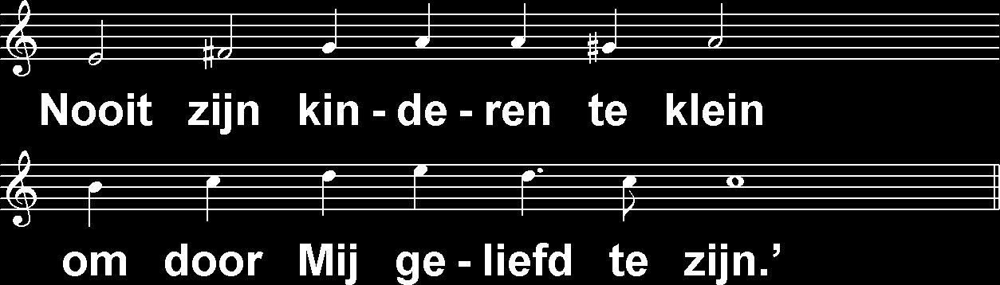 Nooit zijn kin - de - ren te klein
om door Mij ge - liefd te zijn.’